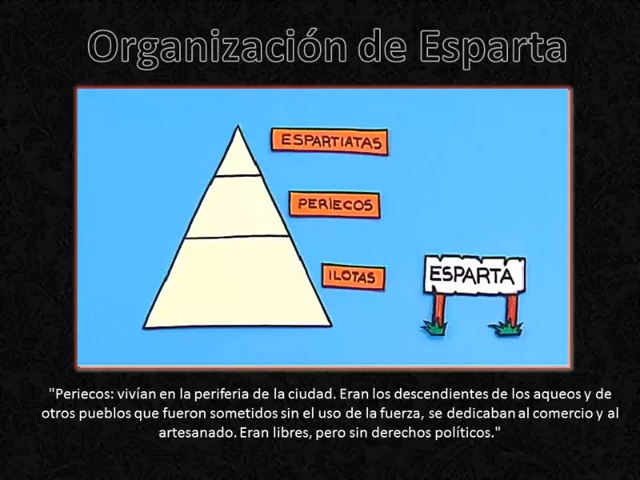 Organización de Esparta
ESPARTIATAS
PERÍECOS
ILOTAS
ESPARTA
"Periecos: vivían en la periferia de la ciudad. Eran los descendientes de los aqueos y de
otros pueblos que fueron sometidos sin el uso de la fuerza, se dedicaban al comercio y al
artesanado. Eran libres, pero sin derechos políticos."